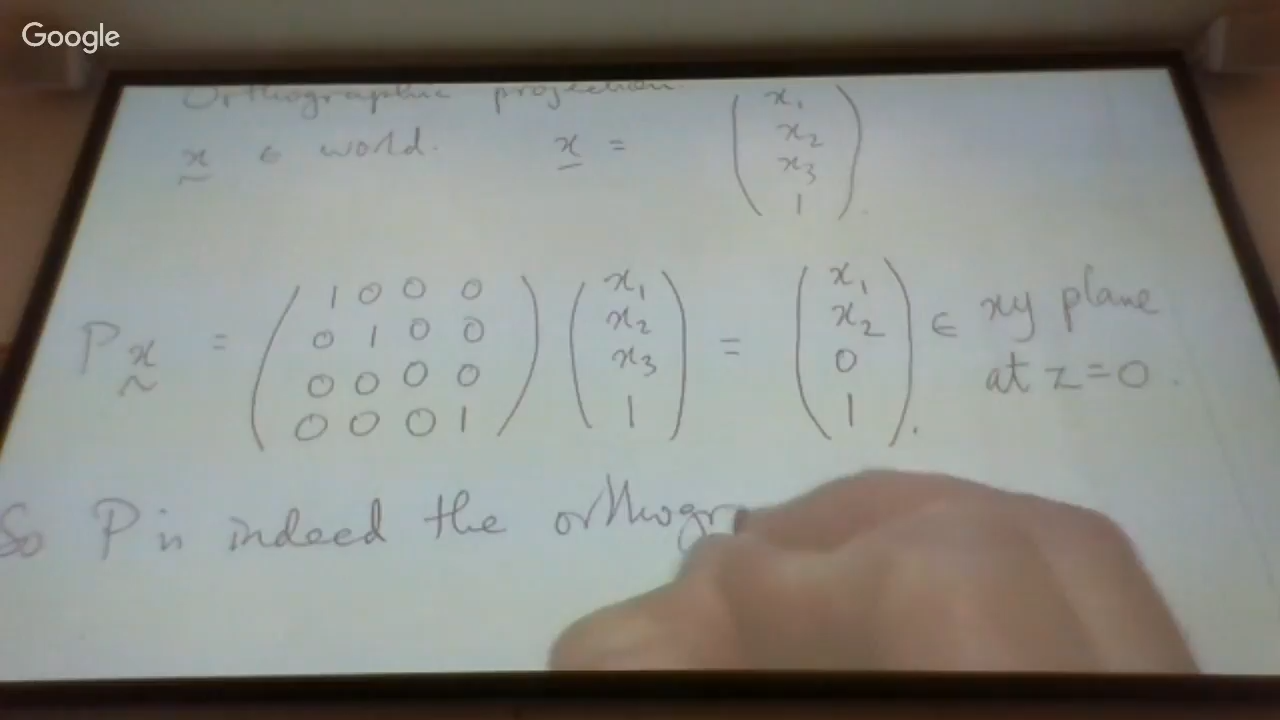 Google
Orthographic projection
x ∈ world. x = ( x₁ x₂ x₃ 1 ).
P x = ( 1 0 0 0 ) ( x₁ ) = ( x₁ ) ∈ xy plane
( 0 1 0 0 ) ( x₂ ) ( x₂ ) at z=0.
( 0 0 0 0 ) ( x₃ ) ( 0 )
( 0 0 0 1 ) ( 1 ) ( 1 ).
So P is indeed the orthogr